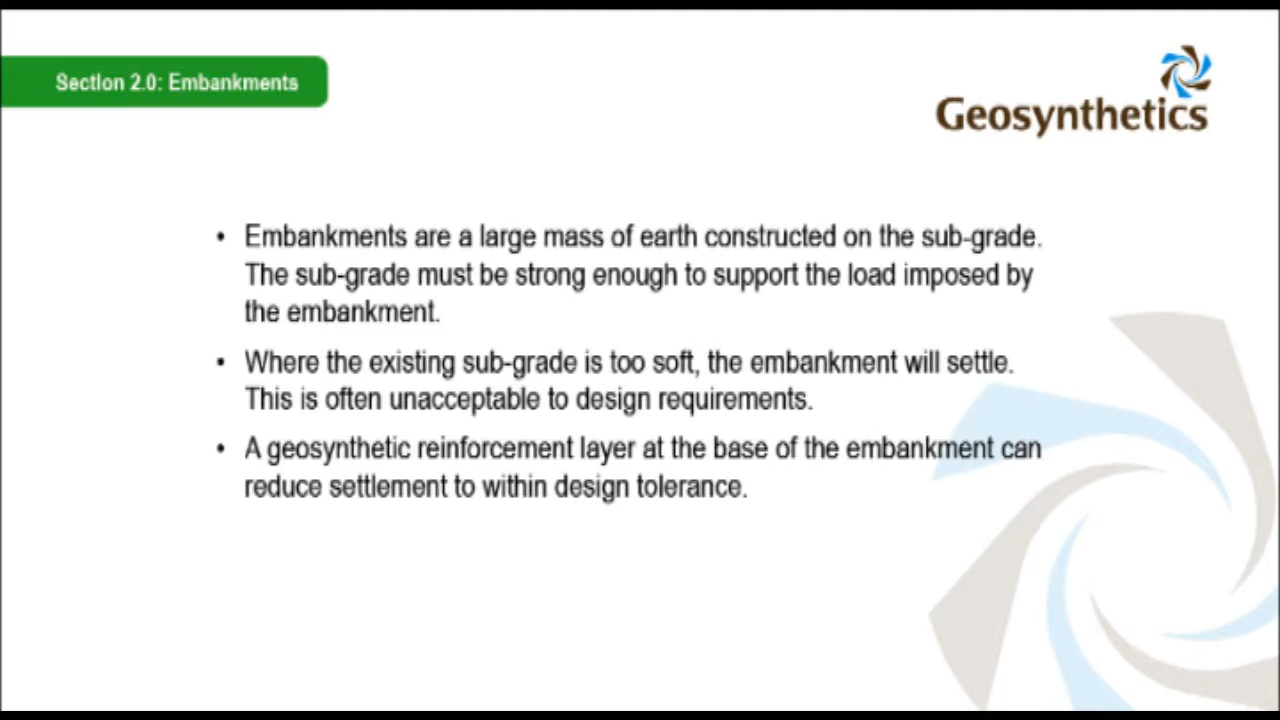 Section 2.0: Embankments
Geosynthetics
• Embankments are a large mass of earth constructed on the sub-grade.
The sub-grade must be strong enough to support the load imposed by
the embankment.
• Where the existing sub-grade is too soft, the embankment will settle.
This is often unacceptable to design requirements.
• A geosynthetic reinforcement layer at the base of the embankment can
reduce settlement to within design tolerance.